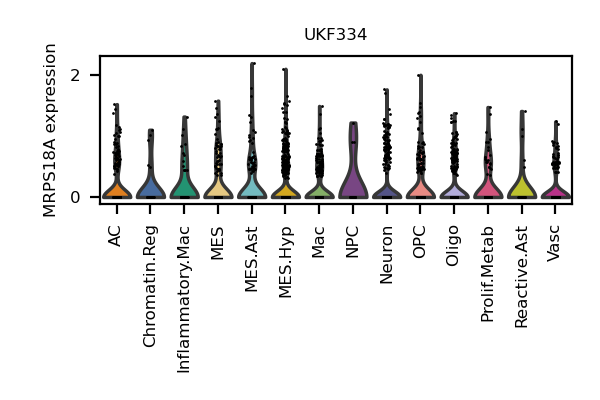 UKF334
MRPS18A expression
2
0
AC
Chromatin.Reg
Inflammatory.Mac
MES
MES.Ast
MES.Hyp
Mac
NPC
Neuron
OPC
Oligo
Prolif.Metab
Reactive.Ast
Vasc